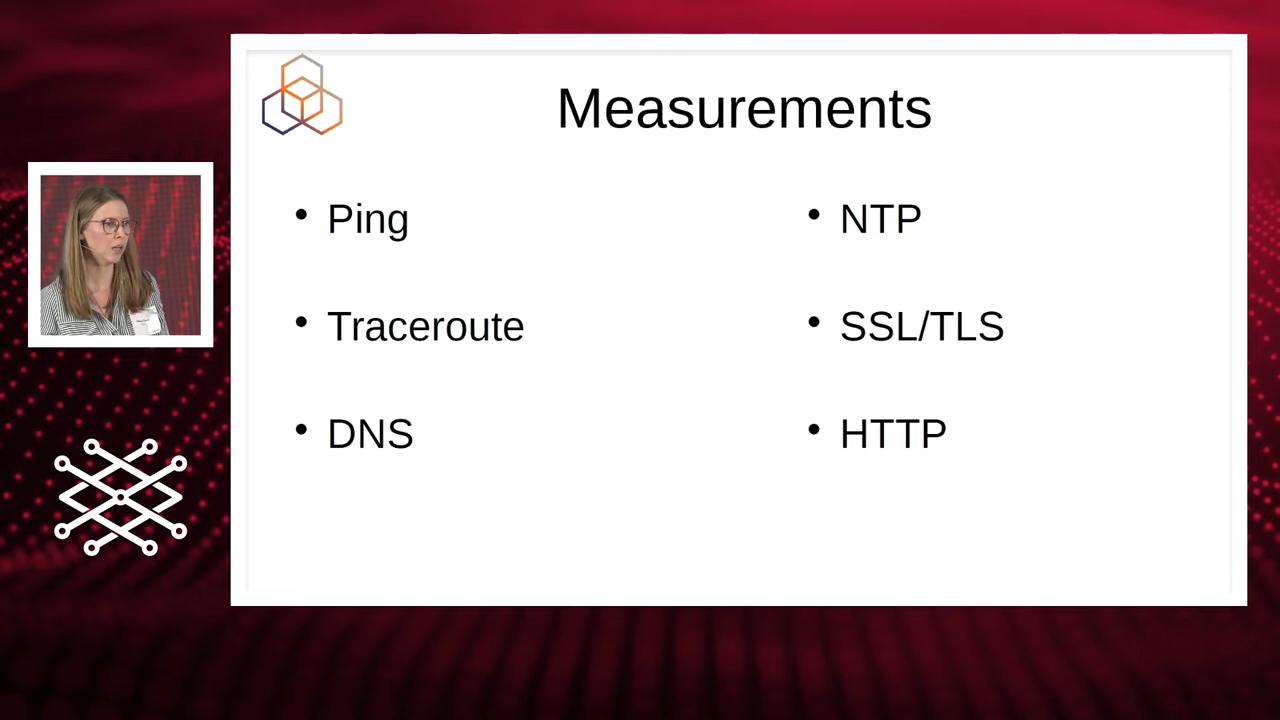 Measurements
• Ping
• Traceroute
• DNS
• NTP
• SSL/TLS
• HTTP